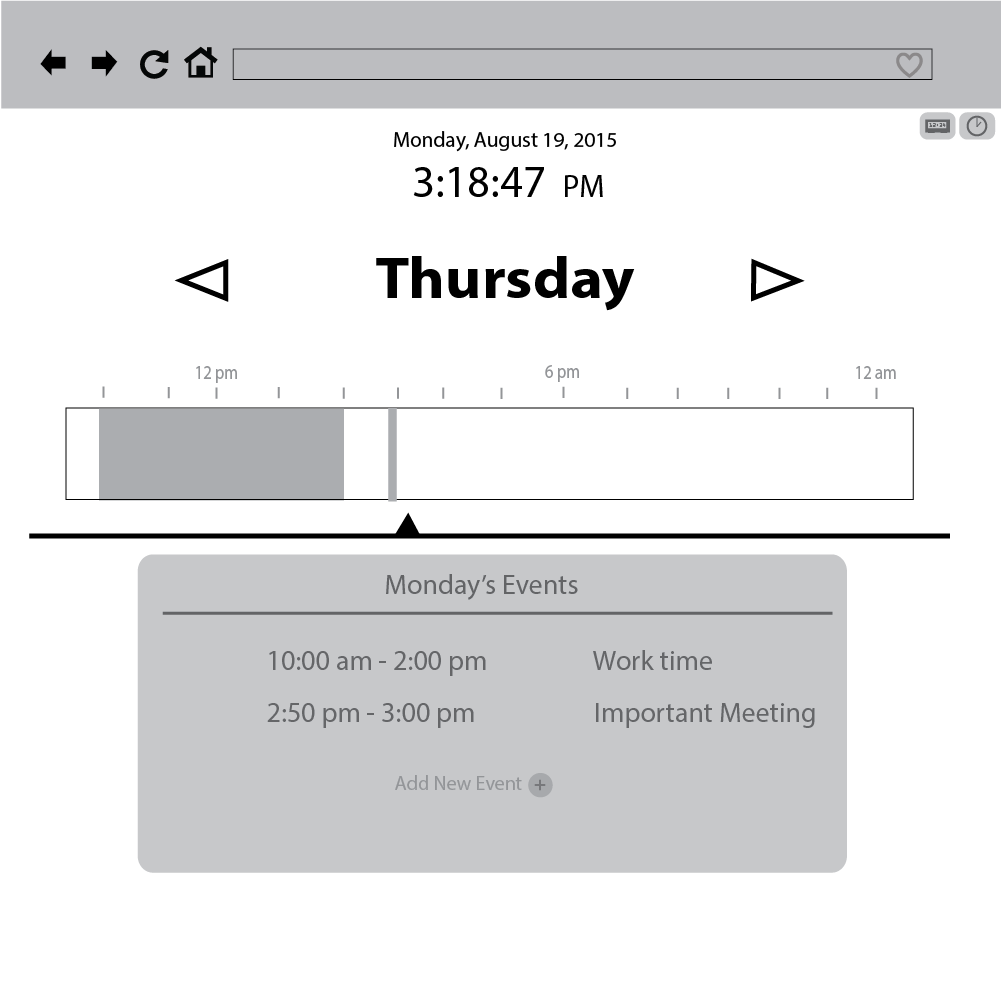 Monday, August 19, 2015
3:18:47 PM
Thursday
12 pm 6 pm 12 am
Monday’s Events
10:00 am - 2:00 pm Work time
2:50 pm - 3:00 pm Important Meeting
Add New Event +